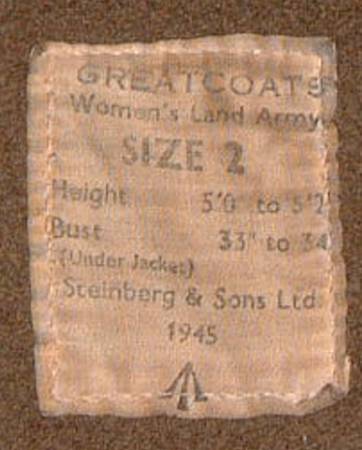 GREATCOATS
Women's Land Army
SIZE 2
Height 5'0" to 5'2
Bust 33" to 34
(Under Jacket)
Steinberg & Sons Ltd
1945